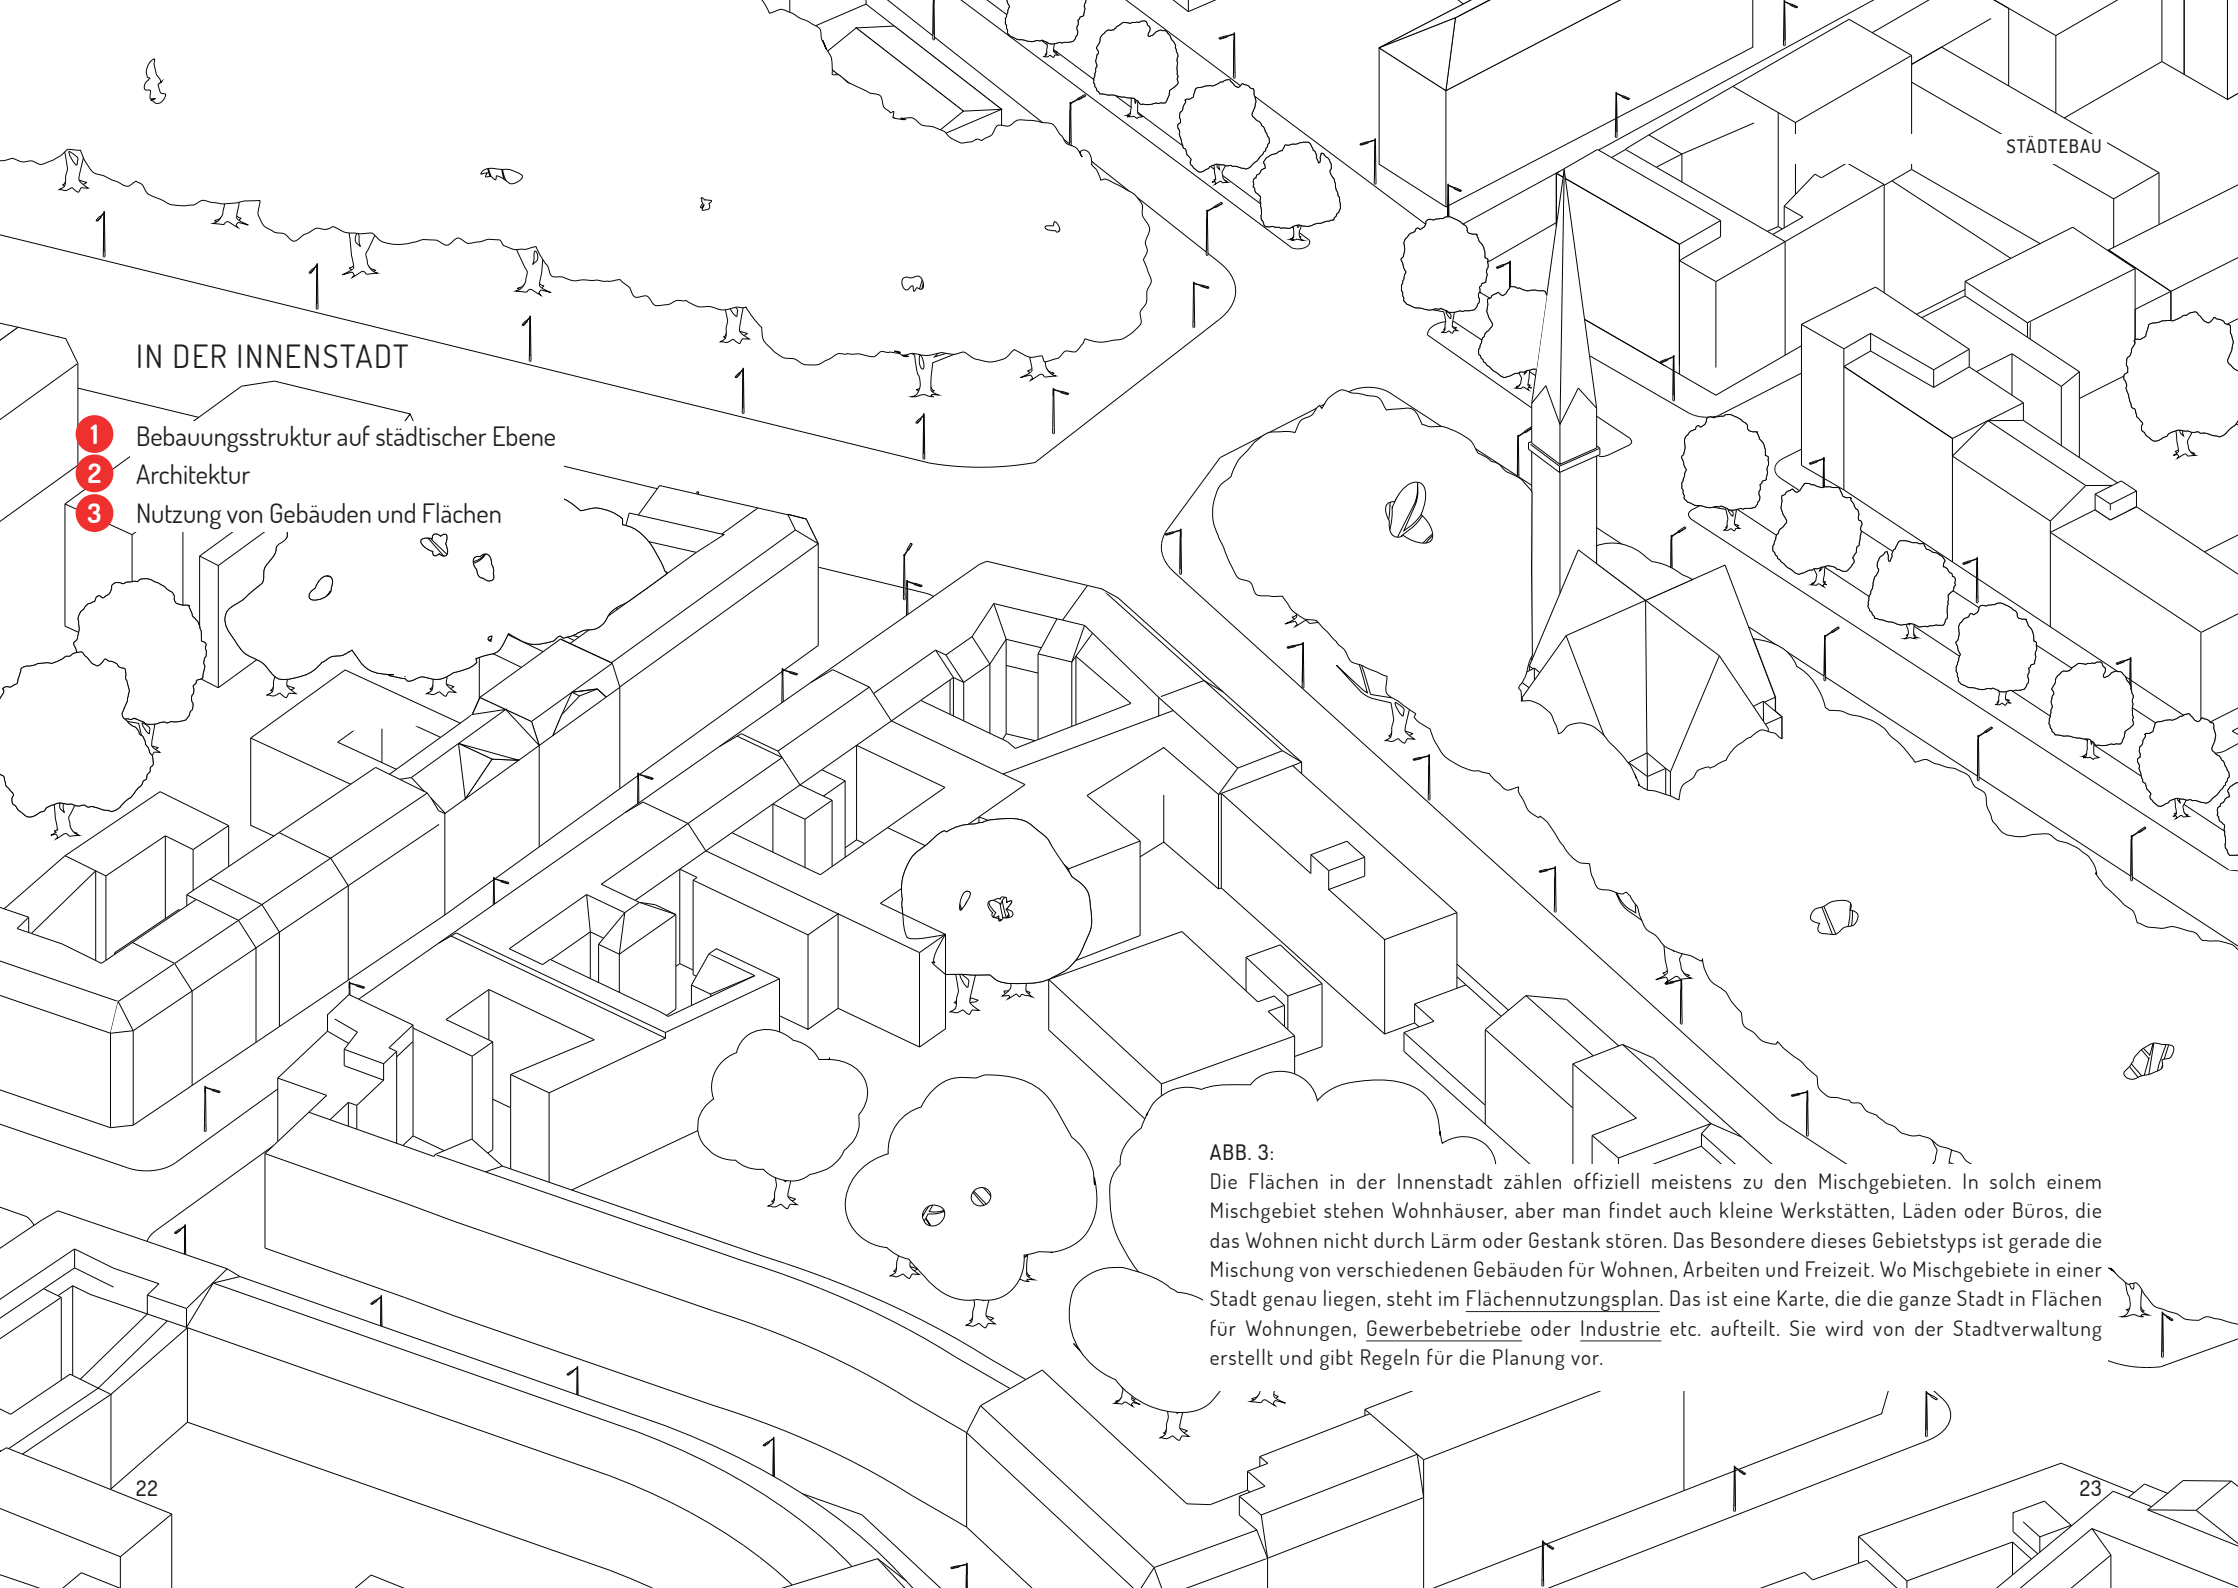 STÄDTEBAU
IN DER INNENSTADT
1 Bebauungsstruktur auf städtischer Ebene
2 Architektur
3 Nutzung von Gebäuden und Flächen
ABB. 3:
Die Flächen in der Innenstadt zählen offiziell meistens zu den Mischgebieten. In solch einem
Mischgebiet stehen Wohnhäuser, aber man findet auch kleine Werkstätten, Läden oder Büros, die
das Wohnen nicht durch Lärm oder Gestank stören. Das Besondere dieses Gebietstyps ist gerade die
Mischung von verschiedenen Gebäuden für Wohnen, Arbeiten und Freizeit. Wo Mischgebiete in einer
Stadt genau liegen, steht im Flächennutzungsplan. Das ist eine Karte, die die ganze Stadt in Flächen
für Wohnungen, Gewerbebetriebe oder Industrie etc. aufteilt. Sie wird von der Stadtverwaltung
erstellt und gibt Regeln für die Planung vor.
22
23